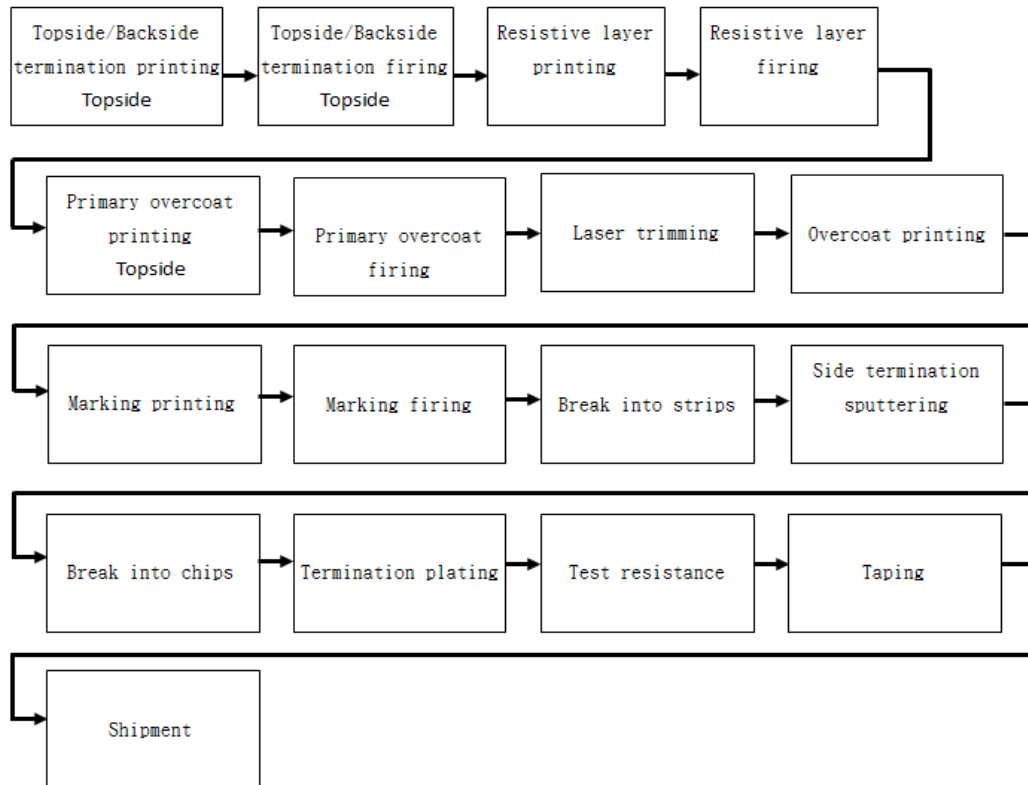 Topside/Backside
termination printing
Topside
Topside/Backside
termination firing
Topside
Resistive layer
printing
Resistive layer
firing
Primary overcoat
printing
Topside
Primary overcoat
firing
Laser trimming
Overcoat printing
Marking printing
Marking firing
Break into strips
Side termination
sputtering
Break into chips
Termination plating
Test resistance
Taping
Shipment